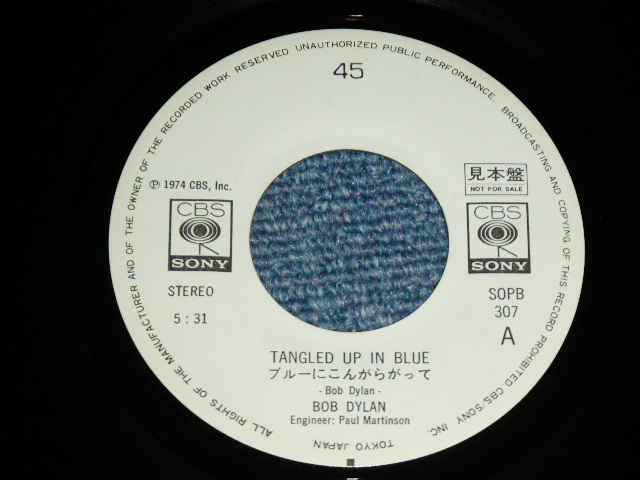 ALL RIGHTS OF THE MANUFACTURER AND OF THE OWNER OF THE RECORDED WORK RESERVED UNAUTHORIZED PUBLIC PERFORMANCE. BROADCASTING AND COPYING OF THIS RECORD PROHIBITED CBS/SONY INC. TOKYO JAPAN.
45
℗ 1974 CBS, Inc.
見本盤
NOT FOR SALE
CBS
SONY
CBS
SONY
STEREO
5 : 31
SOPB
307
A
TANGLED UP IN BLUE
ブルーにこんがらがって
- Bob Dylan -
BOB DYLAN
Engineer: Paul Martinson